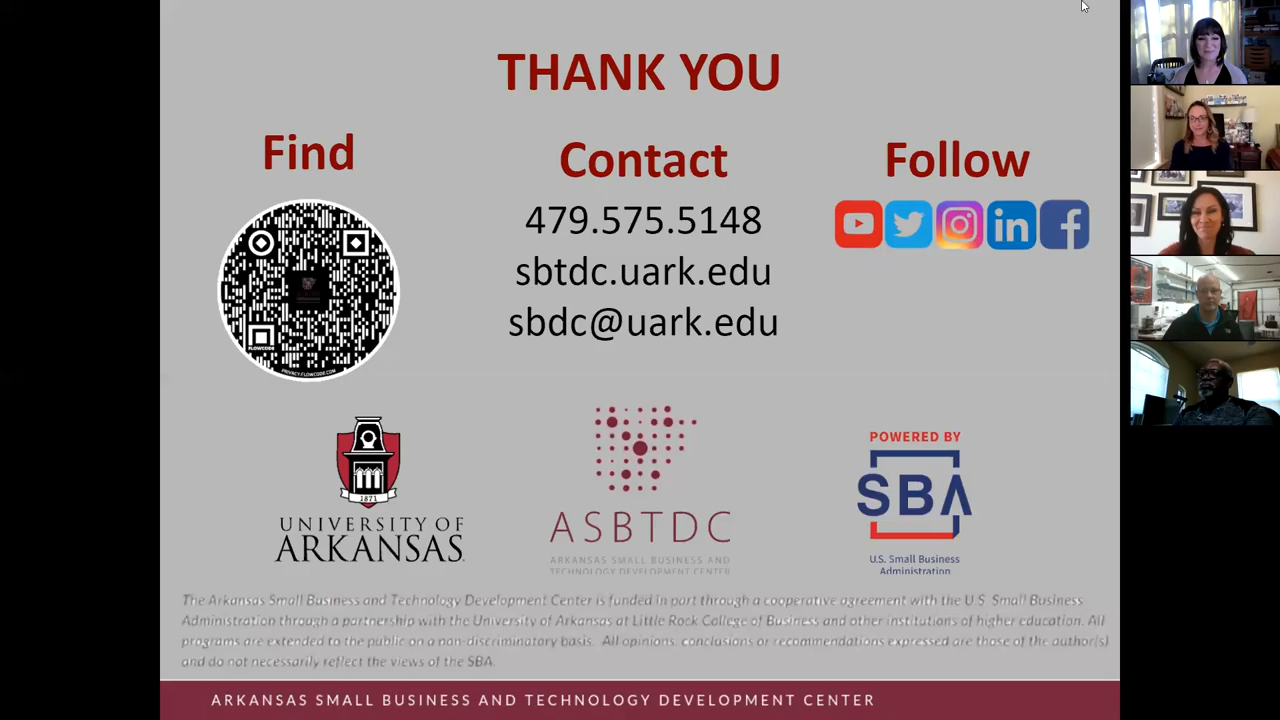 THANK YOU
Find
Contact
Follow
479.575.5148
sbtdc.uark.edu
sbdc@uark.edu
FLOWCODE
PRIVACY.FLOWCODE.COM
1871
UNIVERSITY OF
ARKANSAS
ASBTDC
ARKANSAS SMALL BUSINESS AND
TECHNOLOGY DEVELOPMENT CENTER
POWERED BY
SBA
U.S. Small Business
Administration
The Arkansas Small Business and Technology Development Center is funded in part through a cooperative agreement with the U.S Small Business
Administration through a partnership with the University of Arkansas at Little Rock College of Business and other institutions of higher education. All
programs are extended to the public on a non-discriminatory basis. All opinions, conclusions or recommendations expressed are those of the author(s)
and do not necessarily reflect the views of the SBA.
ARKANSAS SMALL BUSINESS AND TECHNOLOGY DEVELOPMENT CENTER